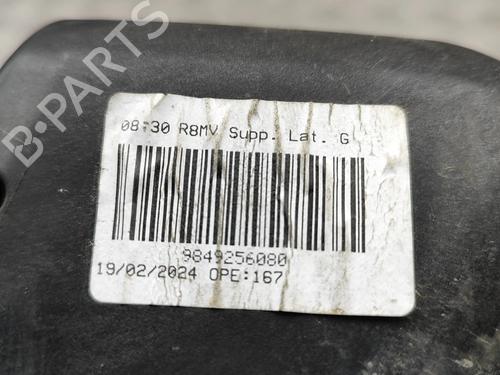 08:30 R8MV Supp. Lat. G
9849256080
19/02/2024 OPE:167
B-PARTS